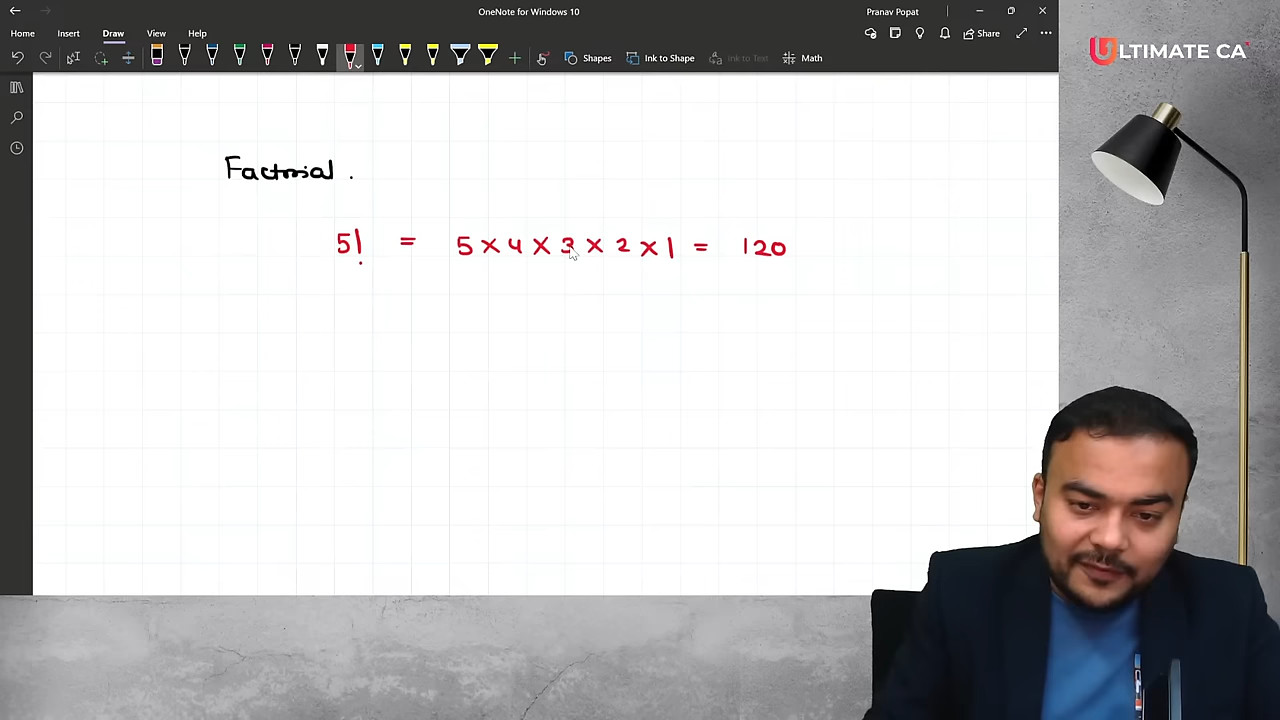 OneNote for Windows 10
Pranav Popat
Home Insert Draw View Help
Share
Shapes Ink to Shape Ink to Text Math
ULTIMATE CA
Factorial.
5! = 5 × 4 × 3 × 2 × 1 = 120